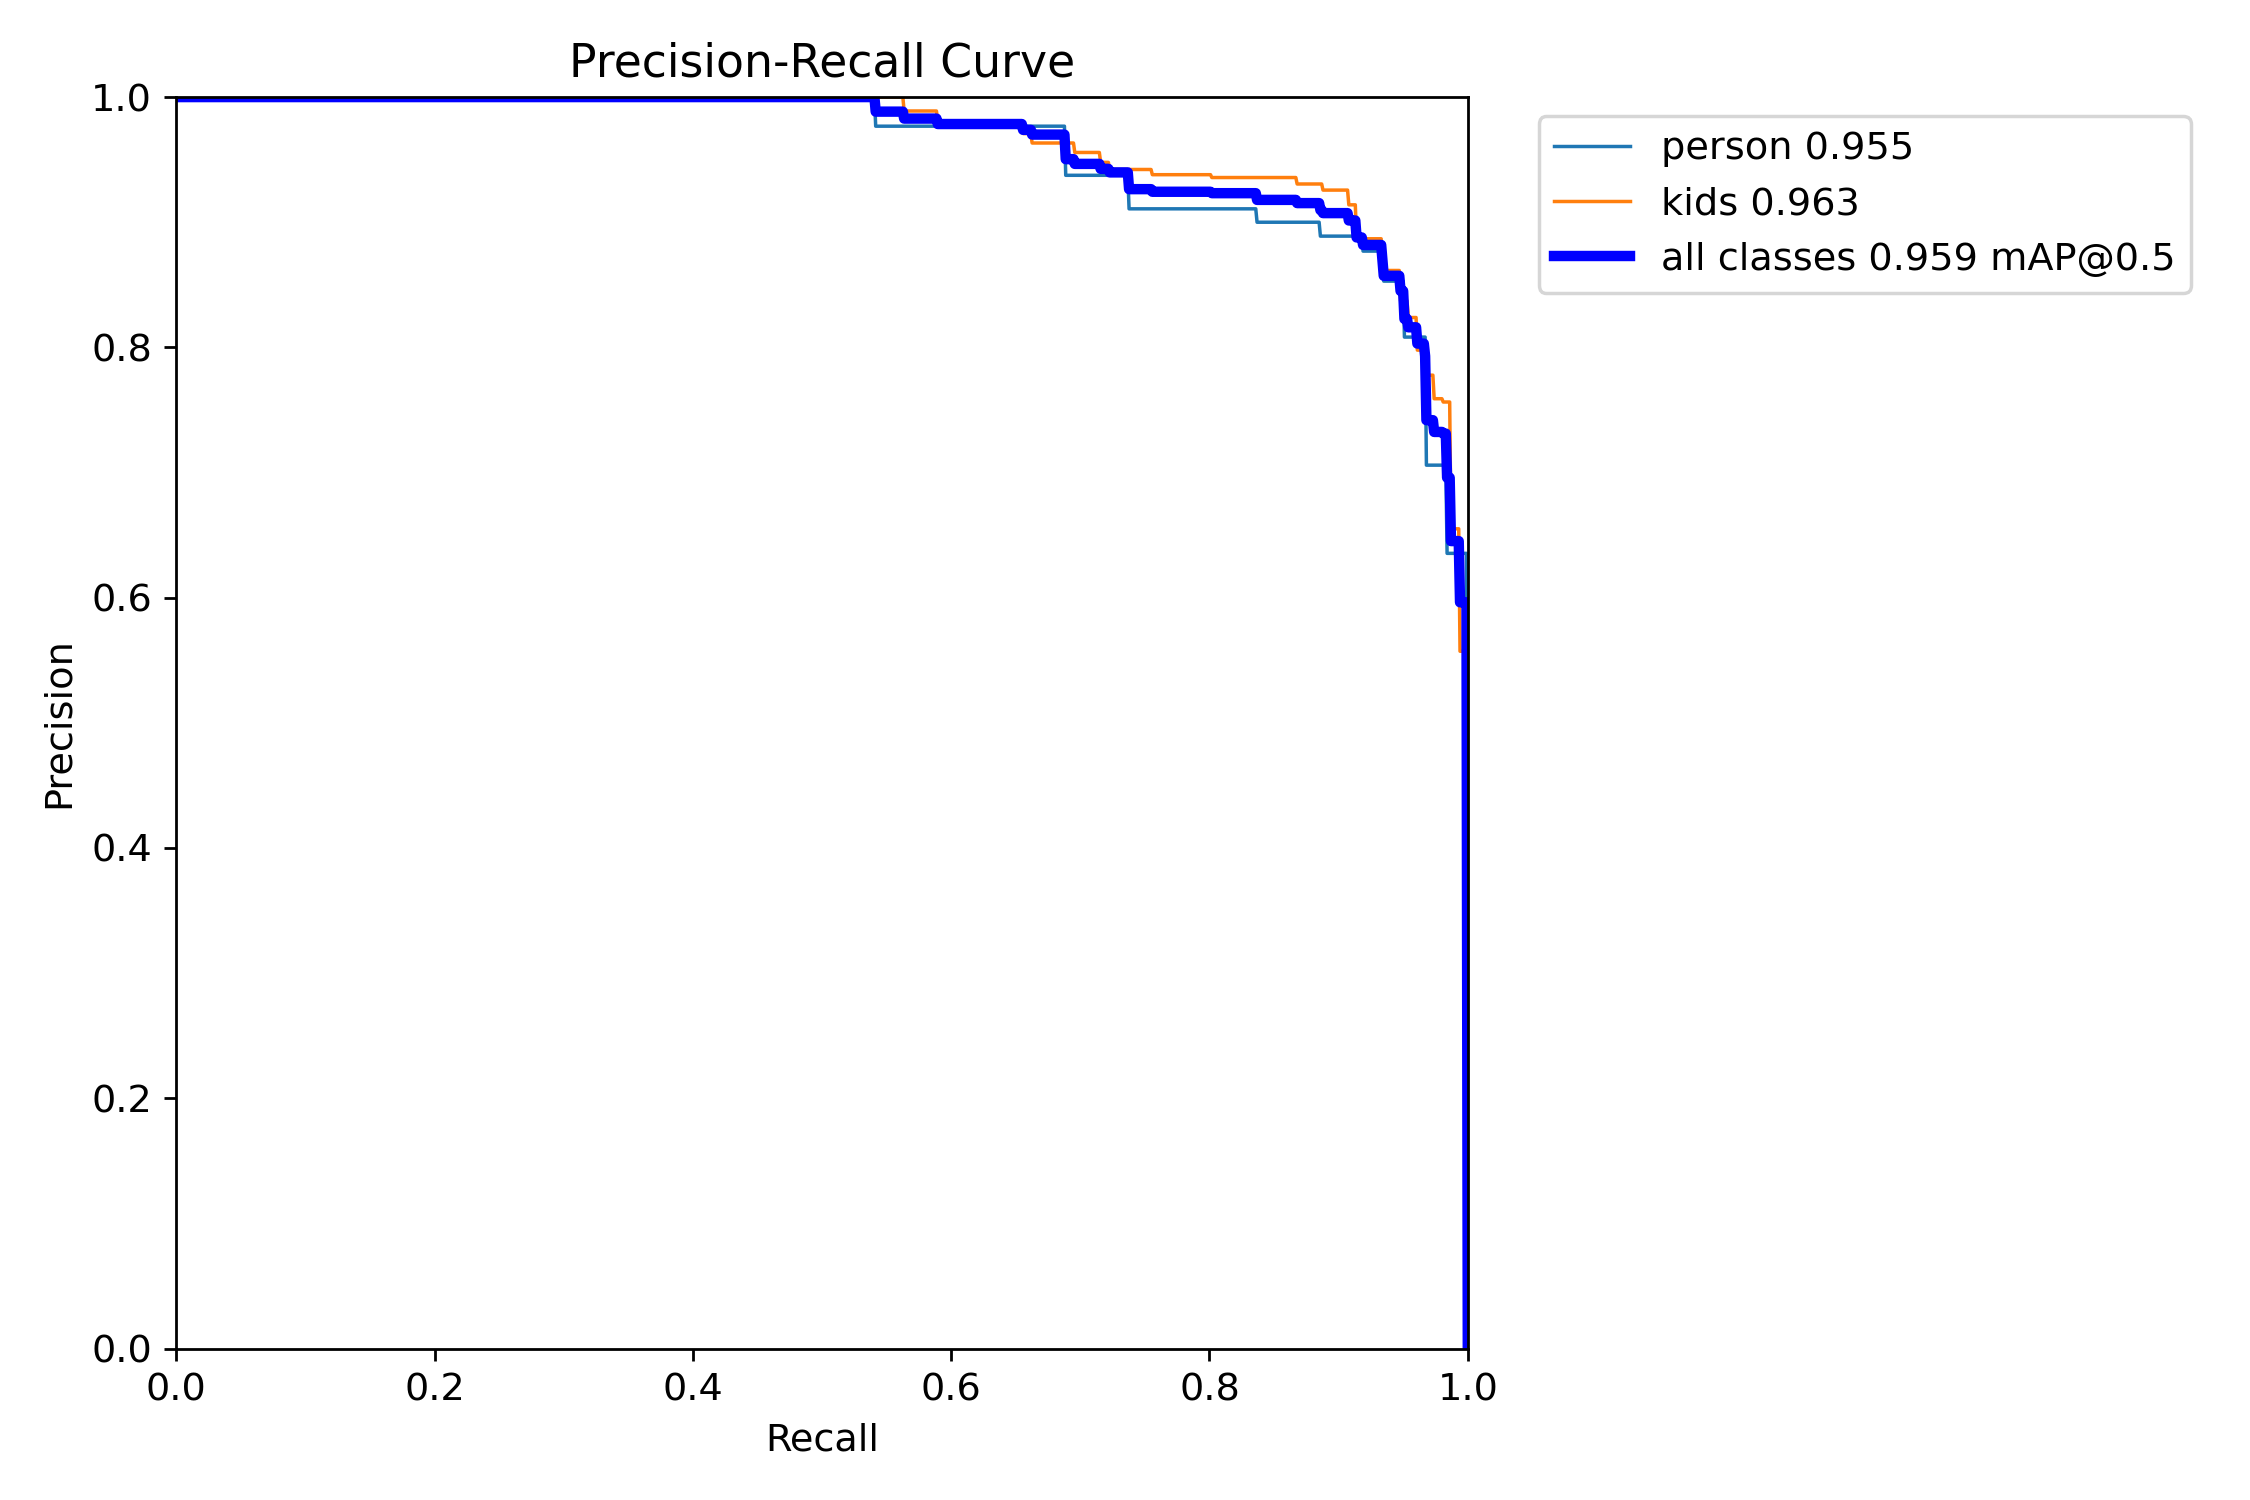 Precision-Recall Curve
person 0.955
kids 0.963
all classes 0.959 mAP@0.5
Precision
1.0
0.8
0.6
0.4
0.2
0.0
0.0 0.2 0.4 0.6 0.8 1.0
Recall